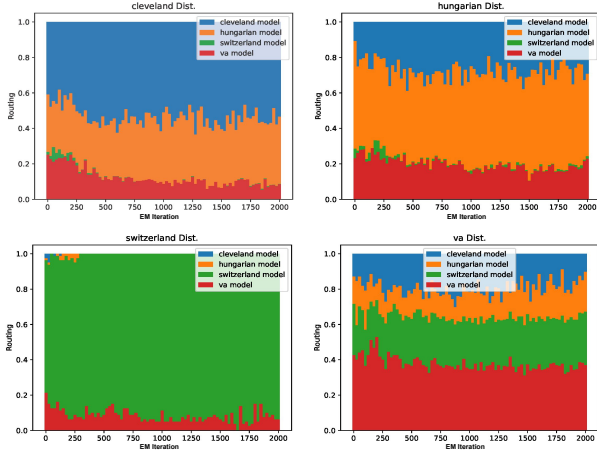 cleveland Dist.
1.0
0.8
0.6
0.4
0.2
0.0
Routing
cleveland model
hungarian model
switzerland model
va model
0 250 500 750 1000 1250 1500 1750 2000
EM Iteration
hungarian Dist.
1.0
0.8
0.6
0.4
0.2
0.0
Routing
cleveland model
hungarian model
switzerland model
va model
0 250 500 750 1000 1250 1500 1750 2000
EM Iteration
switzerland Dist.
1.0
0.8
0.6
0.4
0.2
0.0
Routing
cleveland model
hungarian model
switzerland model
va model
0 250 500 750 1000 1250 1500 1750 2000
EM Iteration
va Dist.
1.0
0.8
0.6
0.4
0.2
0.0
Routing
cleveland model
hungarian model
switzerland model
va model
0 250 500 750 1000 1250 1500 1750 2000
EM Iteration